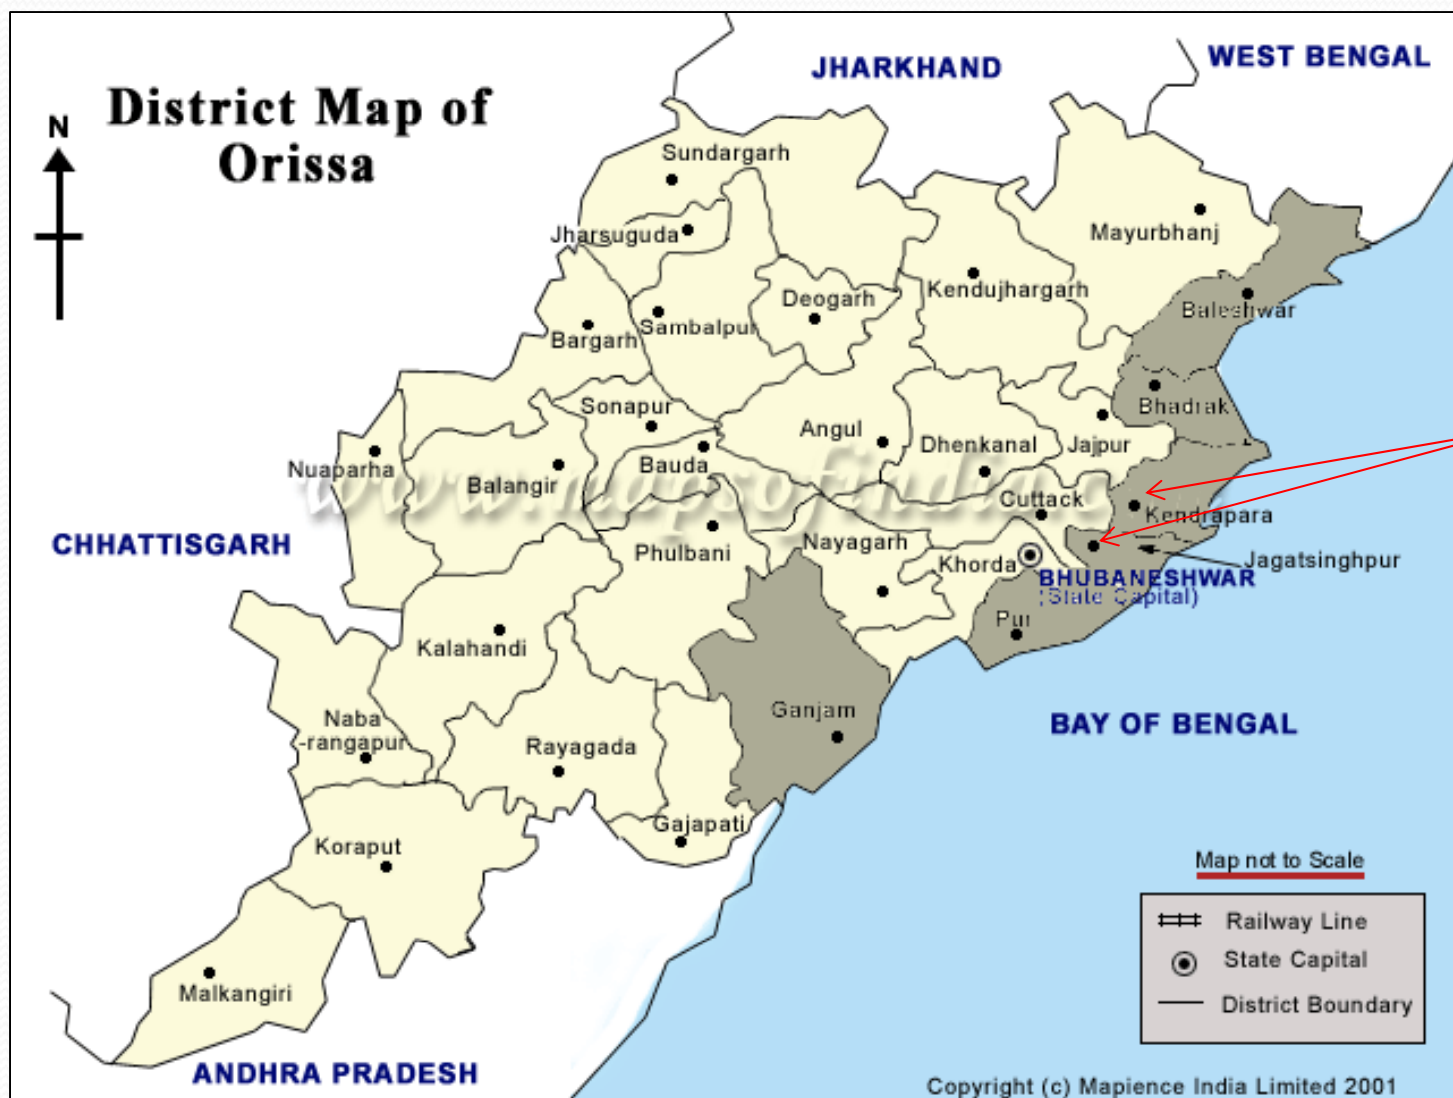 JHARKHAND
WEST BENGAL
District Map of
Orissa
N
Sundargarh
Jharsuguda
Mayurbhanj
Kendujhargarh
Deogarh
Baleshwar
Sambalpur
Bargarh
Sonapur
Bhadrak
Angul
Dhenkanal
Jajpur
Nuaparha
Bauda
Balangir
www.mapsofindia.c
Cuttack
Kendrapara
CHHATTISGARH
Phulbani
Nayagarh
Khorda
Jagatsinghpur
BHUBANESHWAR
(State Capital)
Puri
Kalahandi
Ganjam
BAY OF BENGAL
Naba
-rangapur
Rayagada
Gajapati
Koraput
Map not to Scale
Railway Line
State Capital
District Boundary
Malkangiri
ANDHRA PRADESH
Copyright (c) Mapience India Limited 2001